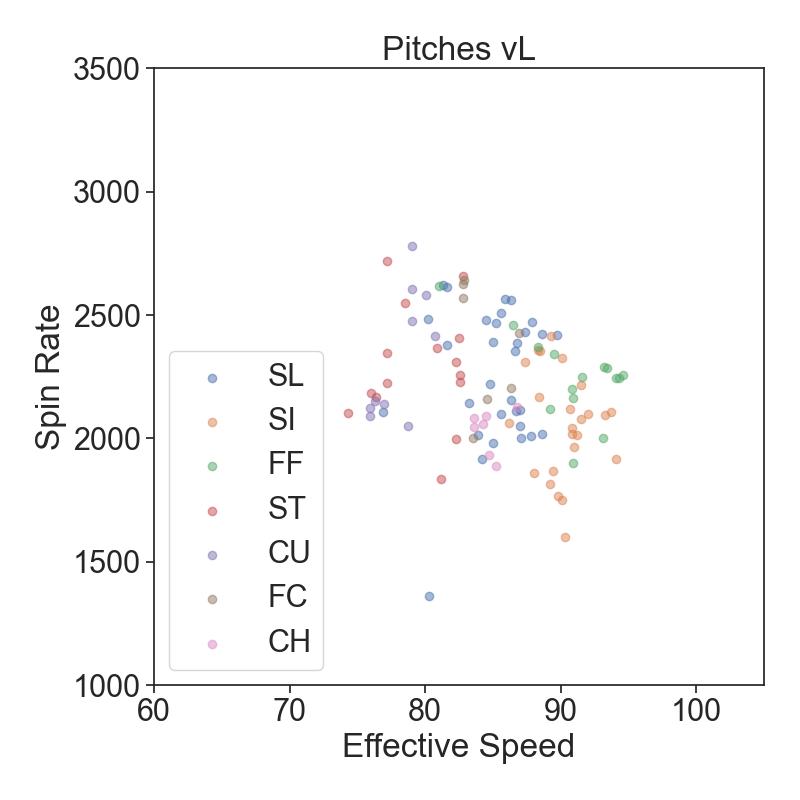 Pitches vL
3500
3000
2500
2000
1500
1000
Spin Rate
SL
SI
FF
ST
CU
FC
CH
60 70 80 90 100
Effective Speed